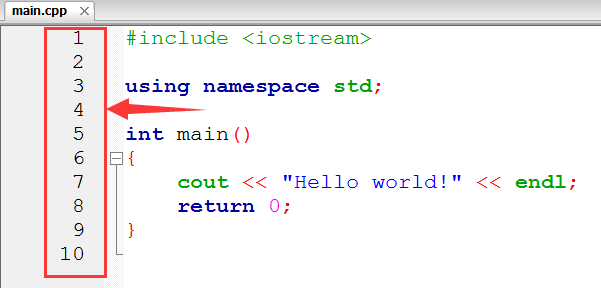 main.cpp
1 #include <iostream>
2
3 using namespace std;
4
5 int main()
6 {
7     cout << "Hello world!" << endl;
8     return 0;
9 }
10